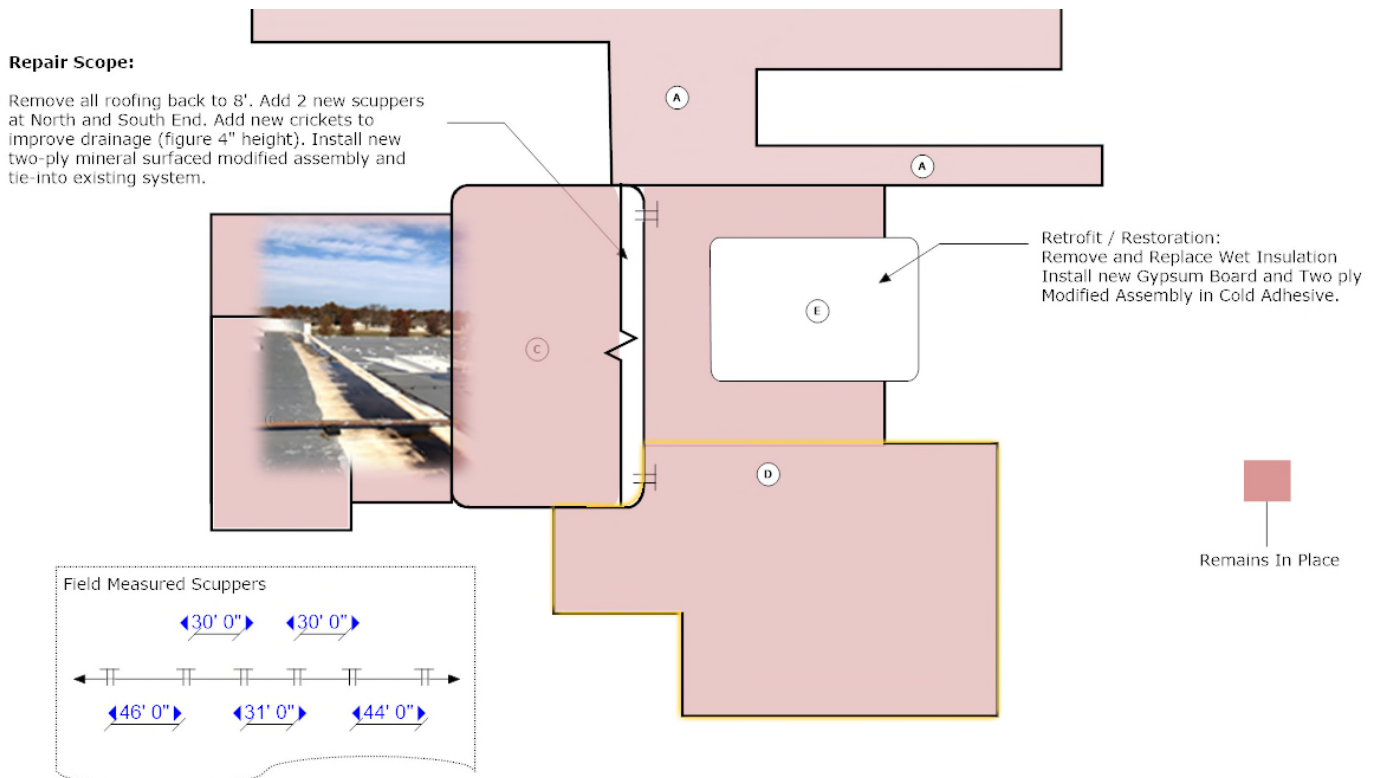 Repair Scope:
Remove all roofing back to 8'. Add 2 new scuppers
at North and South End. Add new crickets to
improve drainage (figure 4" height). Install new
two-ply mineral surfaced modified assembly and
tie-into existing system.
A
A
Retrofit / Restoration:
Remove and Replace Wet Insulation
Install new Gypsum Board and Two ply
Modified Assembly in Cold Adhesive.
E
C
D
Remains In Place
Field Measured Scuppers
30' 0" 30' 0"
46' 0" 31' 0" 44' 0"